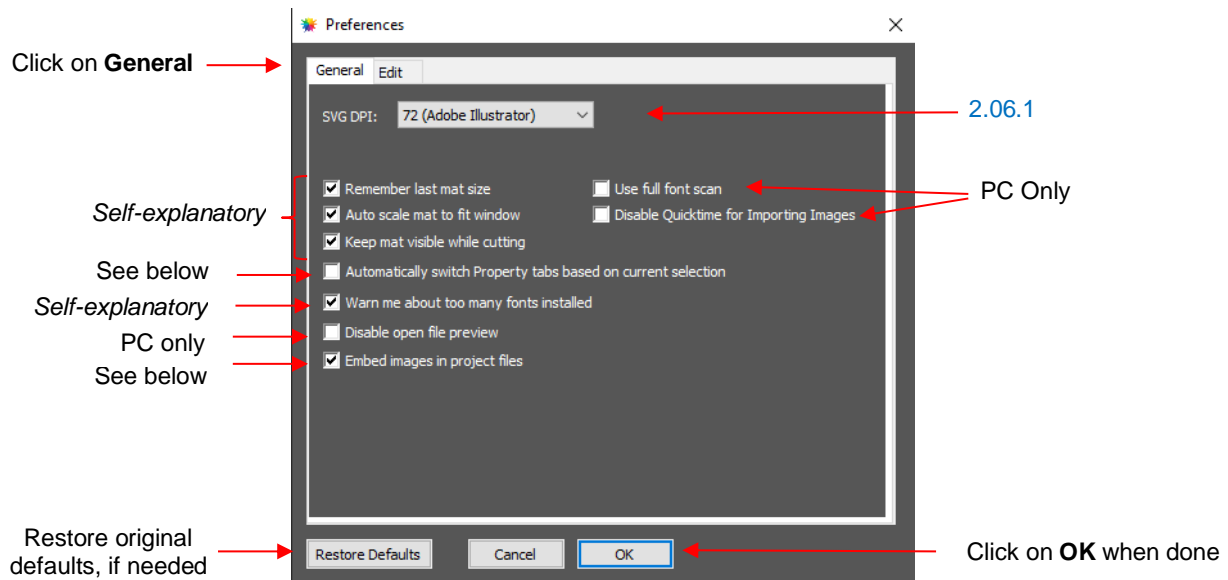 Preferences
Click on General
General Edit
SVG DPI: 72 (Adobe Illustrator)
2.06.1
Remember last mat size
Use full font scan
PC Only
Self-explanatory
Auto scale mat to fit window
Disable Quicktime for Importing Images
Keep mat visible while cutting
See below
Automatically switch Property tabs based on current selection
Self-explanatory
Warn me about too many fonts installed
PC only
Disable open file preview
See below
Embed images in project files
Restore original
defaults, if needed
Restore Defaults
Cancel
OK
Click on OK when done